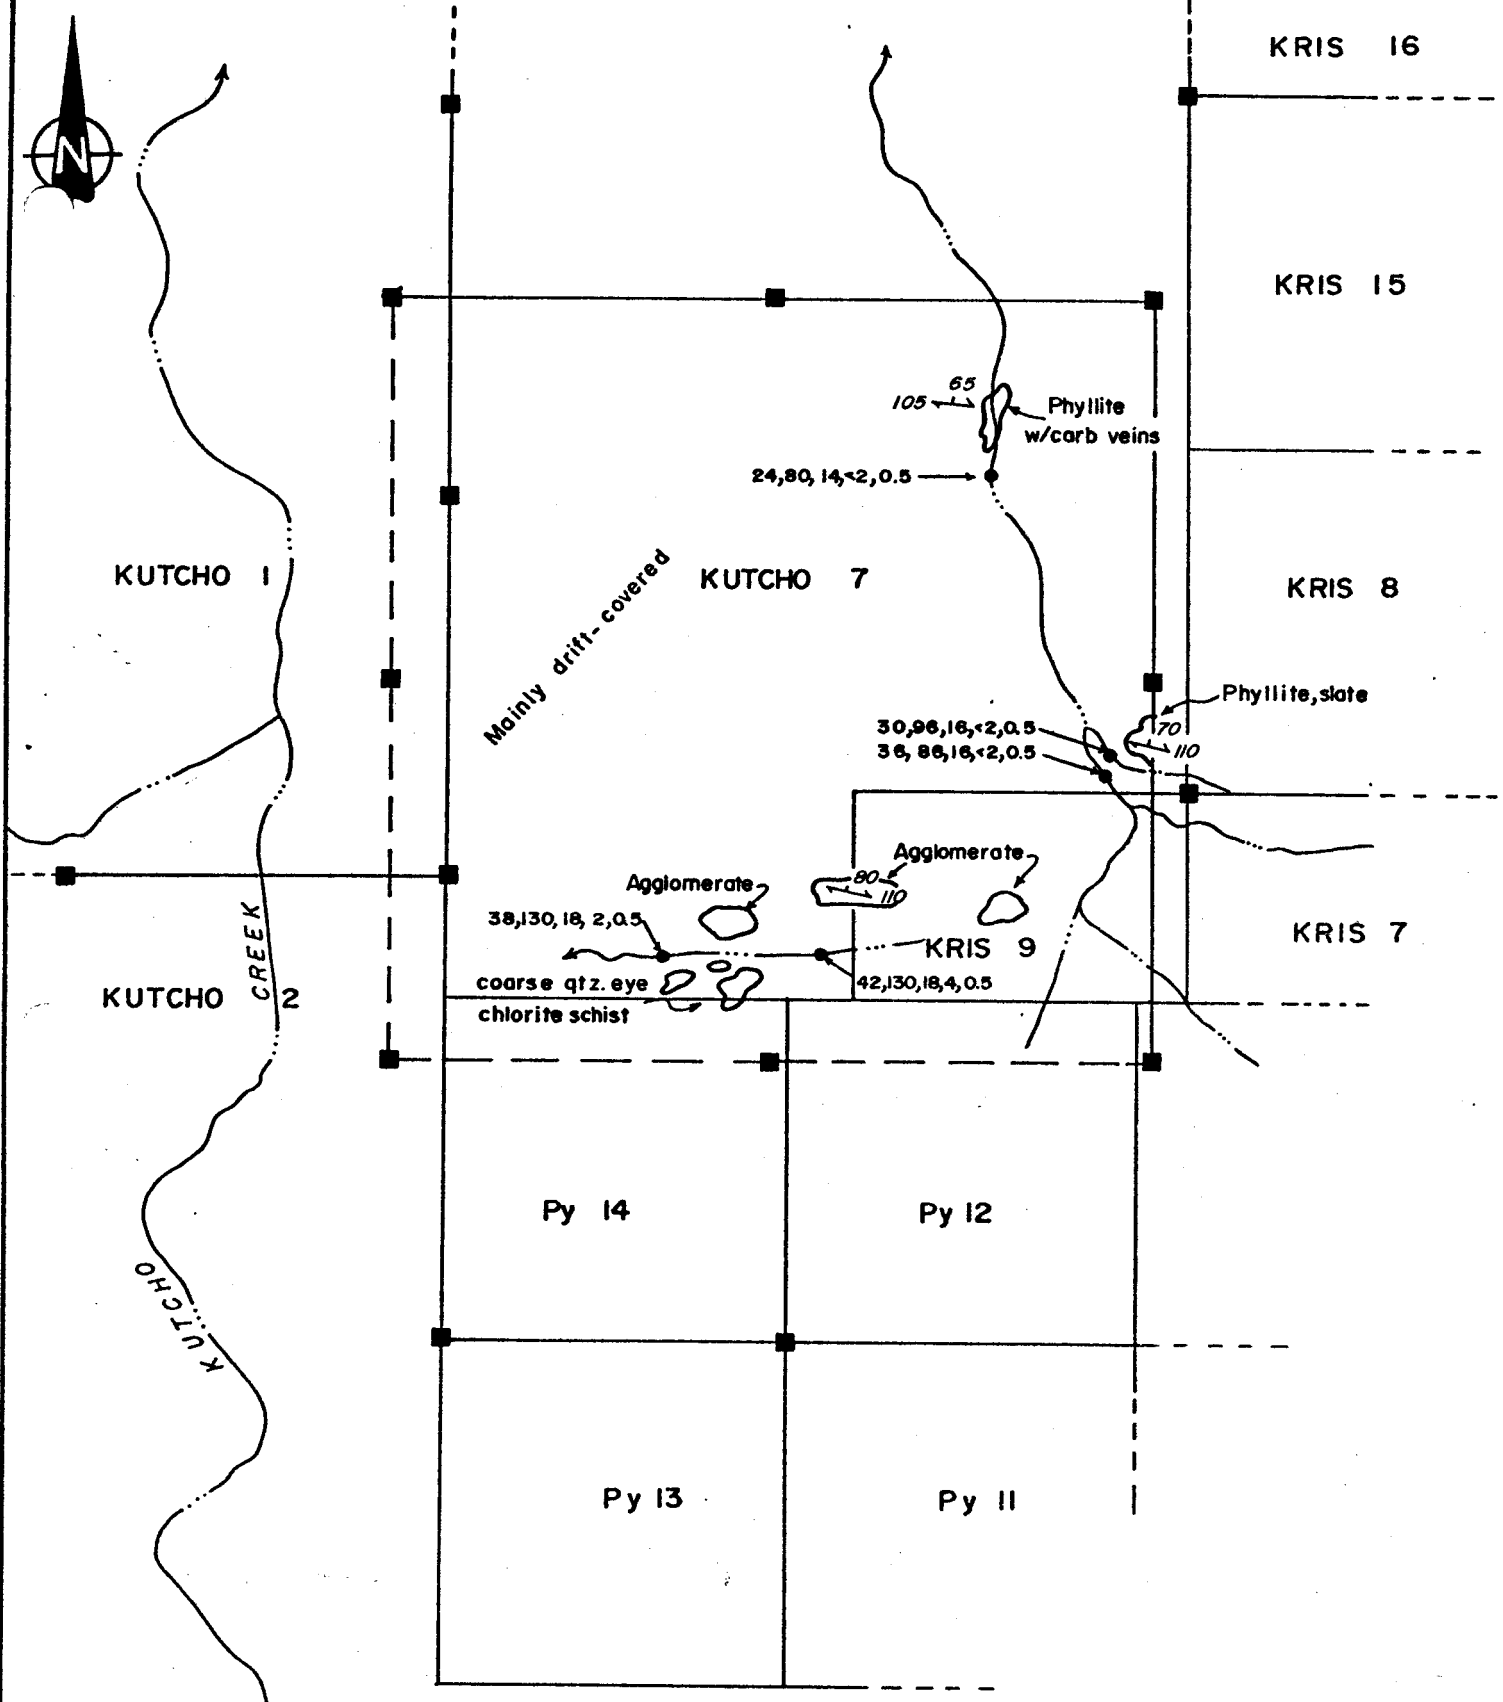 KRIS 16
N
KRIS 15
65
105
Phyllite
w/carb veins
24,80,14,<2,0.5
KUTCHO 1
KUTCHO 7
KRIS 8
Mainly drift-covered
Phyllite,slate
70
110
30,96,16,<2,0.5
36,86,16,<2,0.5
Agglomerate
80
110
Agglomerate
38,130,18,2,0.5
KRIS 9
KRIS 7
coarse qtz. eye
chlorite schist
42,130,18,4,0.5
KUTCHO 2
Py 14
Py 12
KUTCHO CREEK
Py 13
Py 11